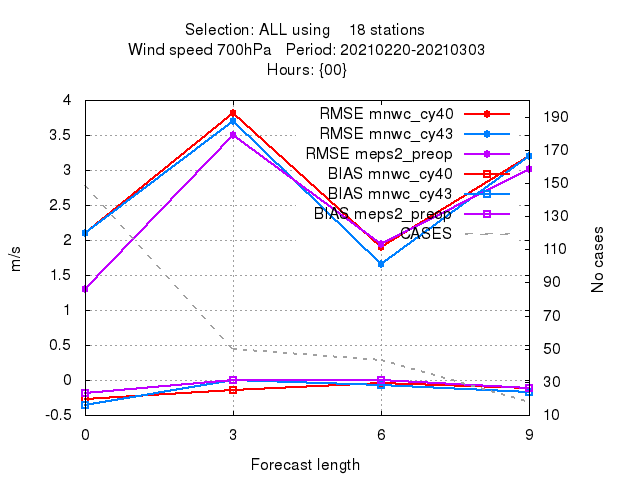 Selection: ALL using    18 stations
Wind speed 700hPa   Period: 20210220-20210303
Hours: {00}
4
3.5
3
2.5
2
1.5
1
0.5
0
-0.5
190
170
150
130
110
90
70
50
30
10
RMSE mnwc_cy40
RMSE mnwc_cy43
RMSE meps2_preop
BIAS mnwc_cy40
BIAS mnwc_cy43
BIAS meps2_preop
CASES
m/s
No cases
0 3 6 9
Forecast length